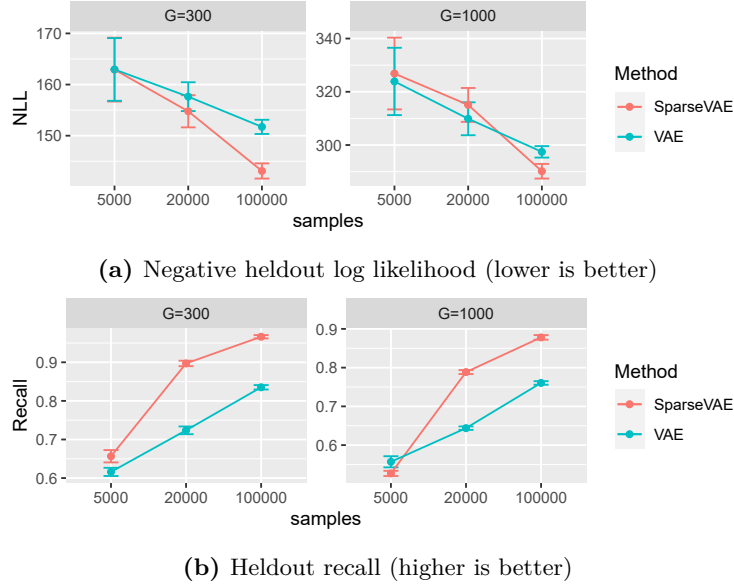 G=300 G=1000
170
160
150
NLL
340
320
300
5000 20000 100000 5000 20000 100000
samples
Method
SparseVAE
VAE
(a) Negative heldout log likelihood (lower is better)
G=300 G=1000
0.9
0.8
0.7
0.6
Recall
0.9
0.8
0.7
0.6
5000 20000 100000 5000 20000 100000
samples
Method
SparseVAE
VAE
(b) Heldout recall (higher is better)